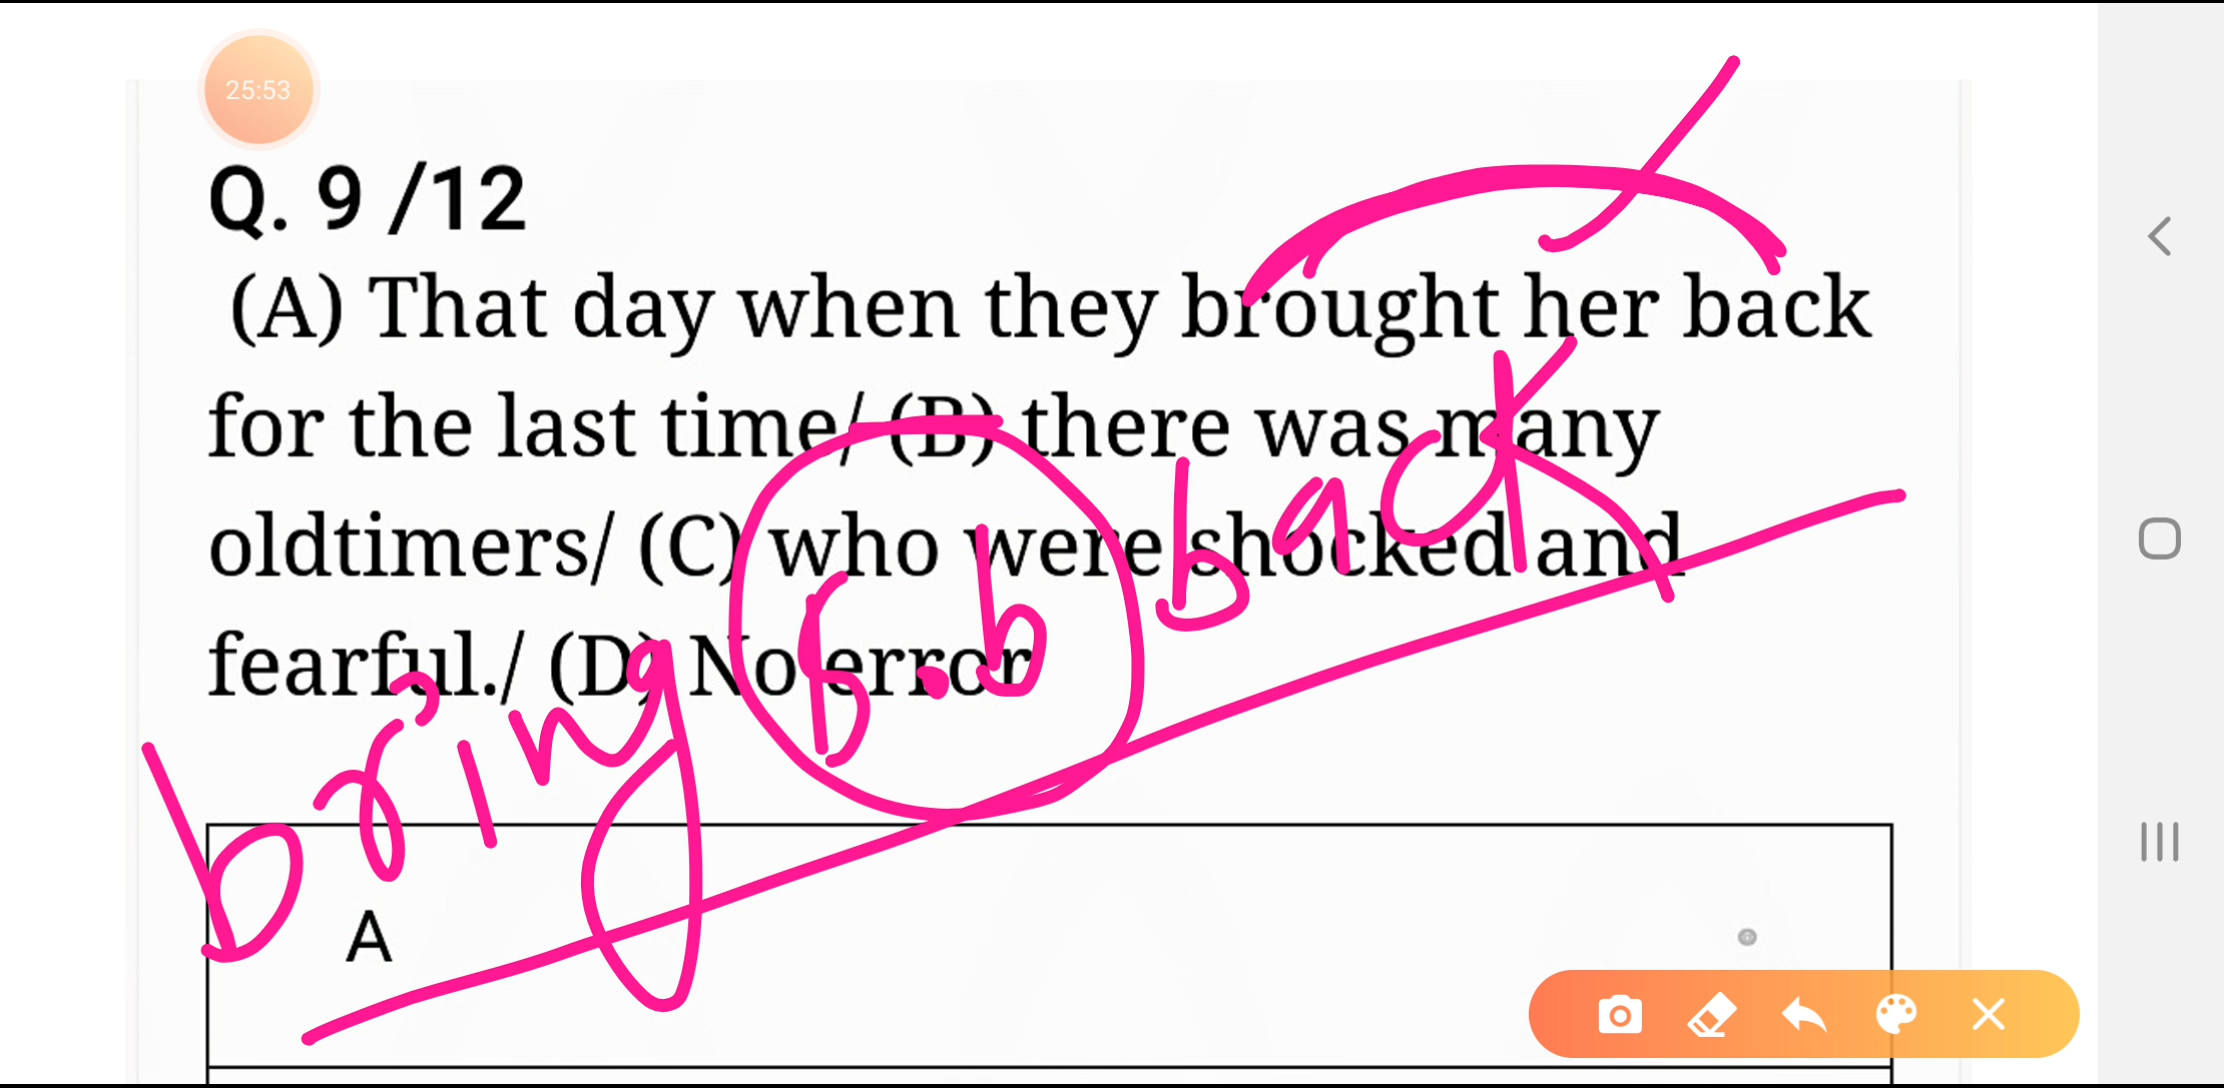 25:53
Q. 9 /12
(A) That day when they brought her back
for the last time/ (B) there was many
oldtimers/ (C) who were shocked and
fearful./ (D) No error
bring back
A